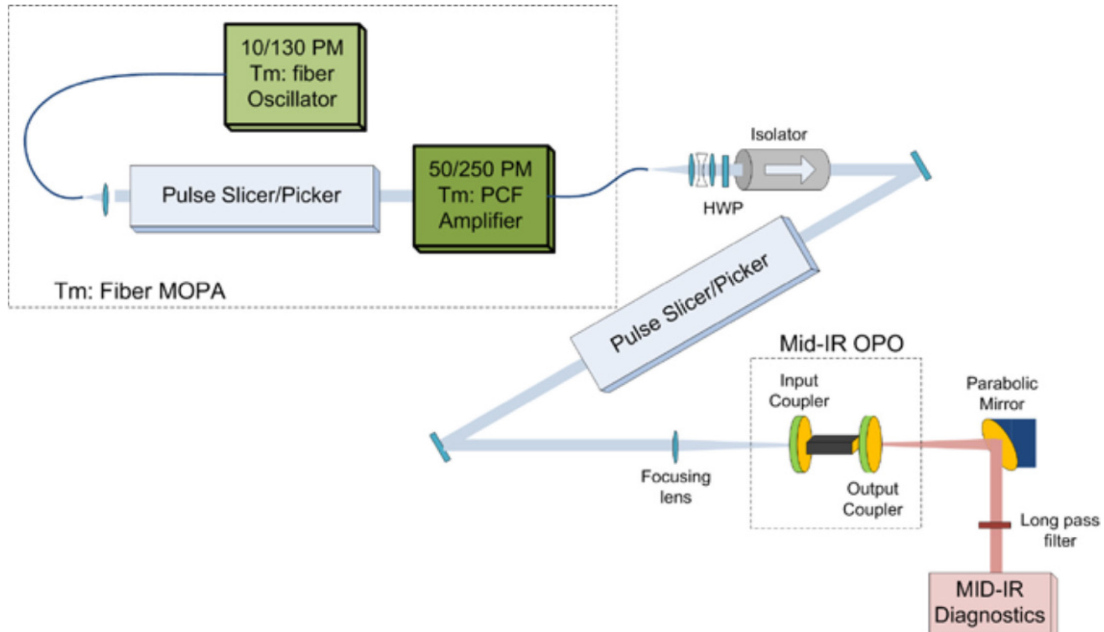 10/130 PM
Tm: fiber
Oscillator
Pulse Slicer/Picker
50/250 PM
Tm: PCF
Amplifier
Tm: Fiber MOPA
Isolator
HWP
Pulse Slicer/Picker
Mid-IR OPO
Input
Coupler
Output
Coupler
Focusing
lens
Parabolic
Mirror
Long pass
filter
MID-IR
Diagnostics